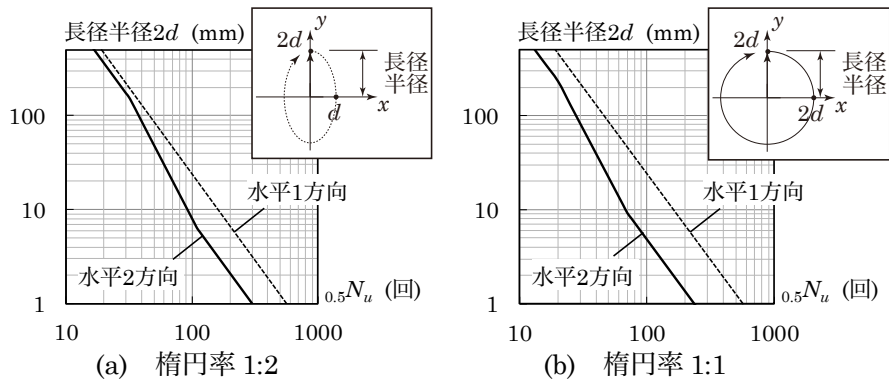 長径半径2d (mm)
y
2d
長径
半径
x
d
100
水平1方向
10
水平2方向
0.5Nu (回)
1
10
100
1000
(a) 楕円率 1:2
長径半径2d (mm)
y
2d
長径
半径
x
2d
100
水平1方向
10
水平2方向
0.5Nu (回)
1
10
100
1000
(b) 楕円率 1:1